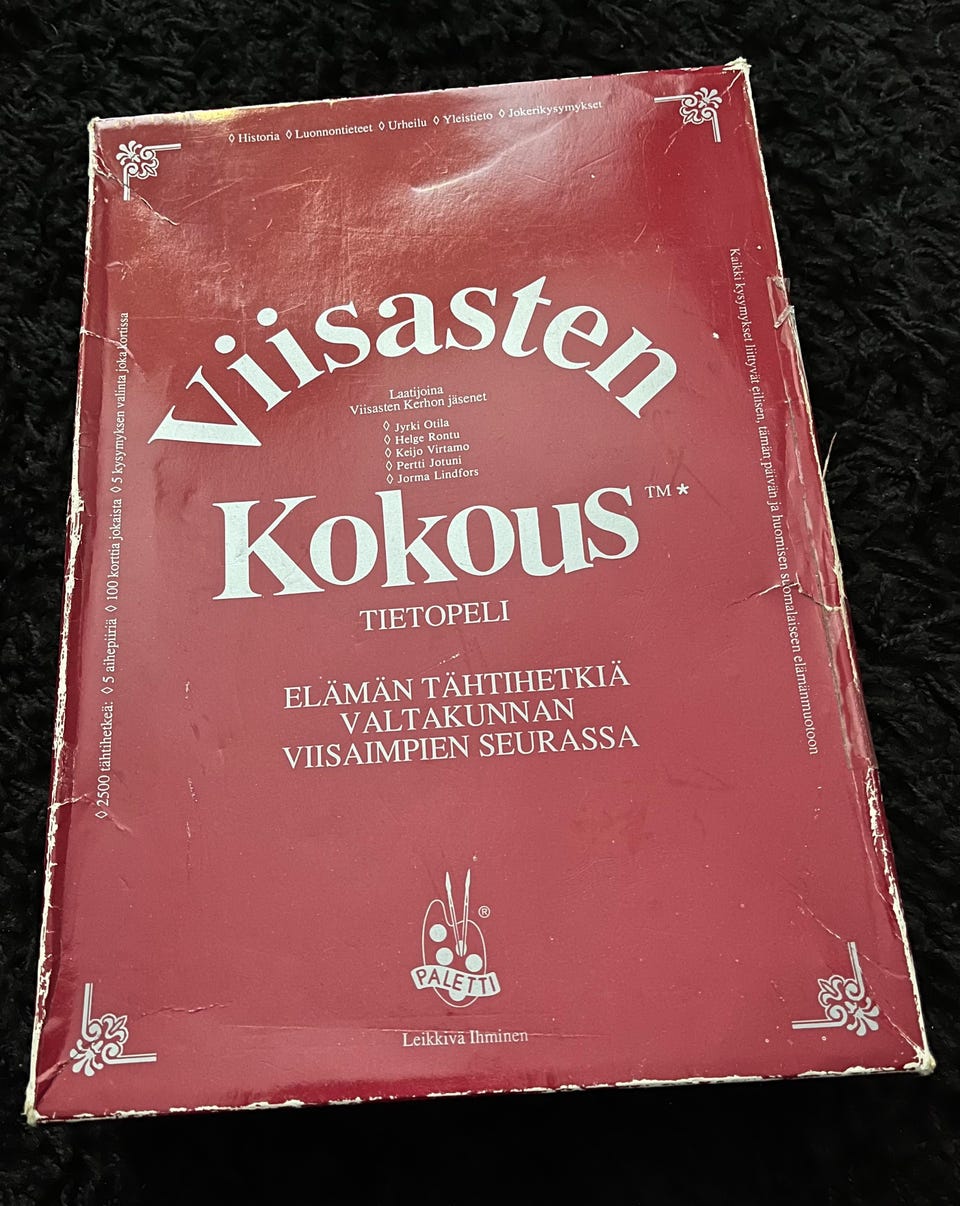 ◊ Historia ◊ Luonnontieteet ◊ Urheilu ◊ Yleistieto ◊ Jokerikysymykset
◊ 2500 tähtihetkeä: ◊ 5 aihepiiriä ◊ 100 korttia jokaista ◊ 5 kysymyksen valinta joka kortissa
Kaikki kysymykset liittyvät eilisen, tämän päivän ja huomisen suomalaiseen elämänmuotoon
Viisasten
Laatijoina
Viisasten Kerhon jäsenet
◊ Jyrki Otila
◊ Helge Rontu
◊ Keijo Virtamo
◊ Pertti Jotuni
◊ Jorma Lindfors
Kokous TM *
TIETOPELI
ELÄMÄN TÄHTIHETKIÄ
VALTAKUNNAN
VIISAIMPIEN SEURASSA
®
PALETTI
Leikkivä Ihminen